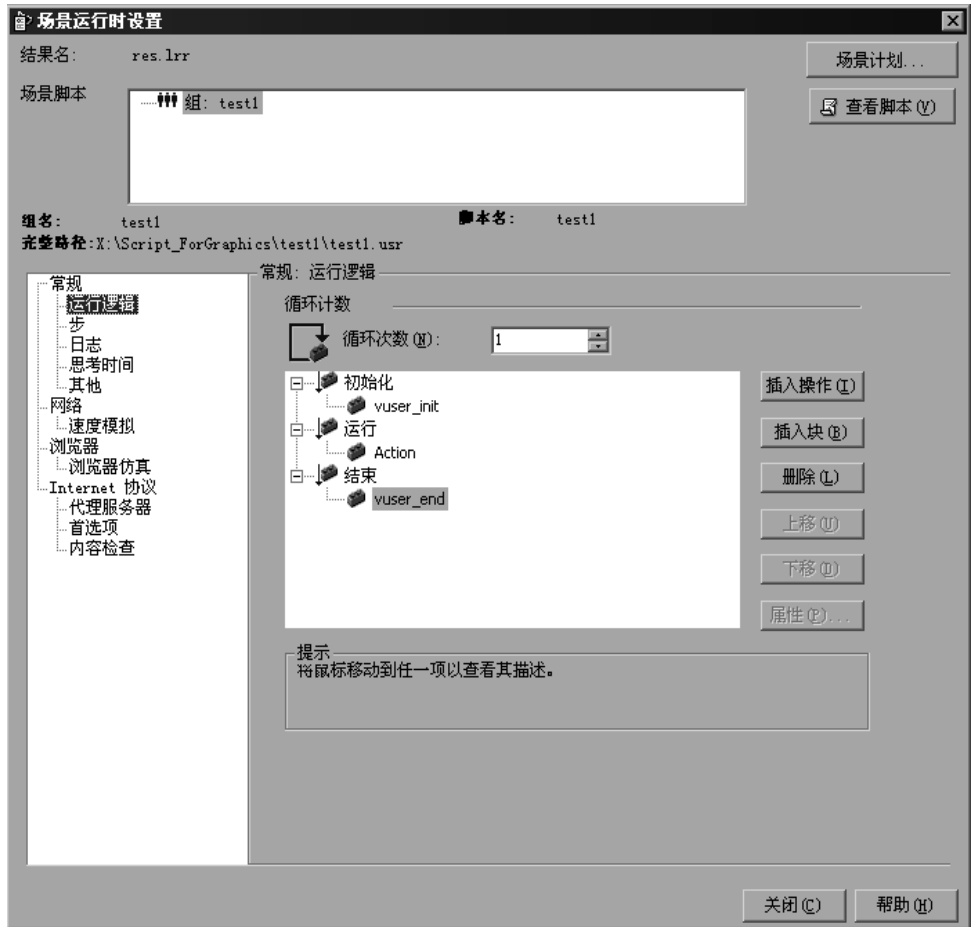 场景运行时设置
结果名: res.lrr
场景计划...
场景脚本
组: test1
查看脚本(V)
组名: test1
脚本名: test1
完整路径:X:\Script_ForGraphics\test1\test1.usr
常规
运行逻辑
步
日志
思考时间
其他
网络
速度模拟
浏览器
浏览器仿真
Internet 协议
代理服务器
首选项
内容检查
常规: 运行逻辑
循环计数
循环次数(N): 1
初始化
vuser_init
运行
Action
结束
vuser_end
插入操作(I)
插入块(B)
删除(L)
上移(U)
下移(D)
属性(P)...
提示
将鼠标移动到任一项以查看其描述。
关闭(C)
帮助(H)